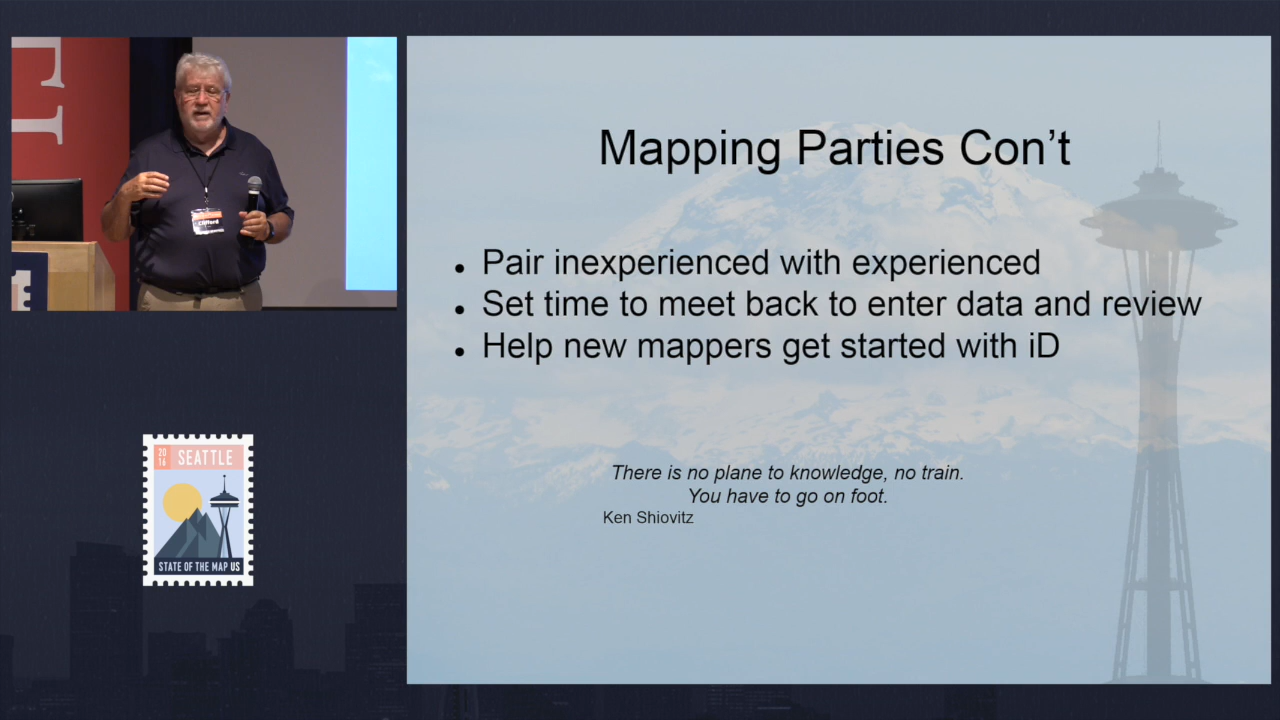 Clifford
Mapping Parties Con't
Pair inexperienced with experienced
Set time to meet back to enter data and review
Help new mappers get started with iD
There is no plane to knowledge, no train.
You have to go on foot.
Ken Shiovitz
2016
SEATTLE
STATE OF THE MAP US